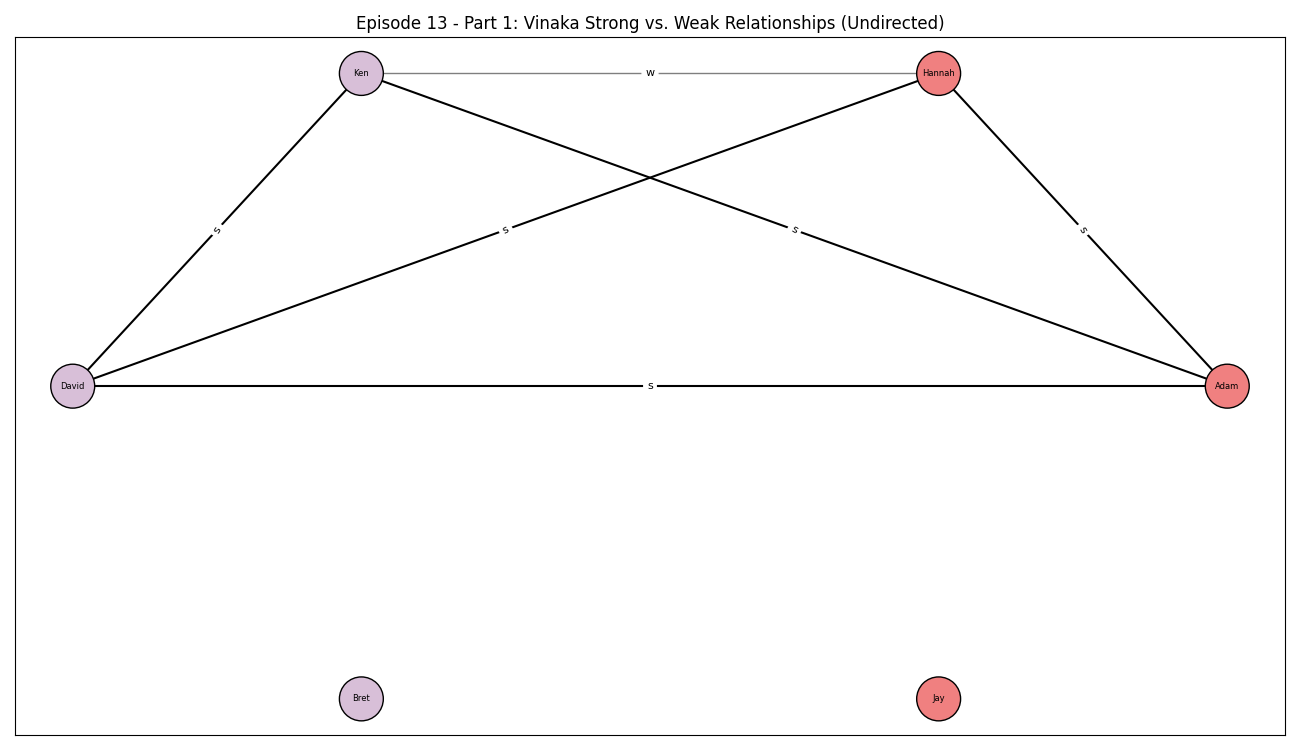 Episode 13 - Part 1: Vinaka Strong vs. Weak Relationships (Undirected)
Ken
w
Hannah
s
s
s
s
David
s
Adam
Bret
Jay